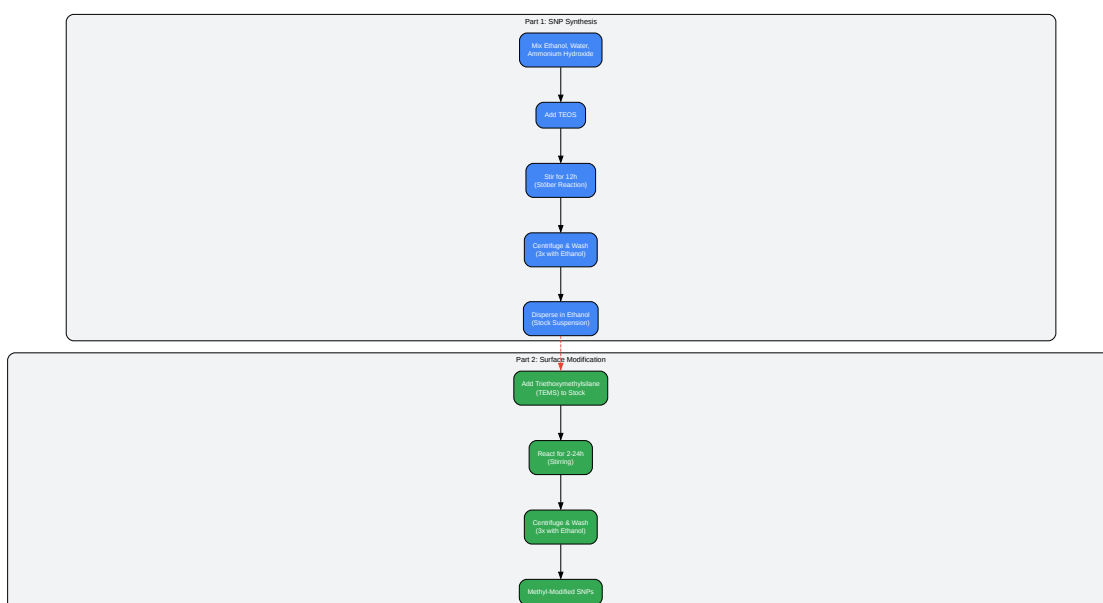 Part 1: SNP Synthesis
Mix Ethanol, Water,
Ammonium Hydroxide
Add TEOS
Stir for 12h
(Stöber Reaction)
Centrifuge & Wash
(3x with Ethanol)
Disperse in Ethanol
(Stock Suspension)
Part 2: Surface Modification
Add Triethoxymethylsilane
(TEMS) to Stock
React for 2-24h
(Stirring)
Centrifuge & Wash
(3x with Ethanol)
Methyl-Modified SNPs